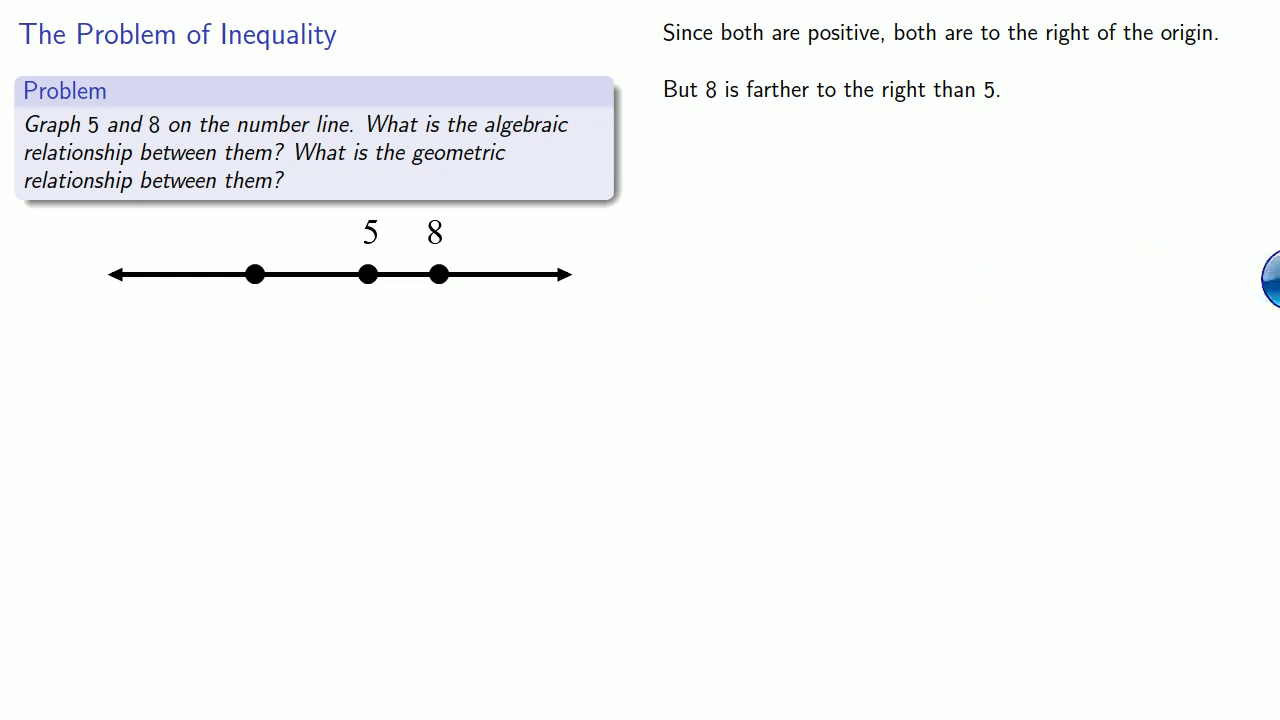 The Problem of Inequality
Problem
Graph 5 and 8 on the number line. What is the algebraic
relationship between them? What is the geometric
relationship between them?
5 8
Since both are positive, both are to the right of the origin.
But 8 is farther to the right than 5.